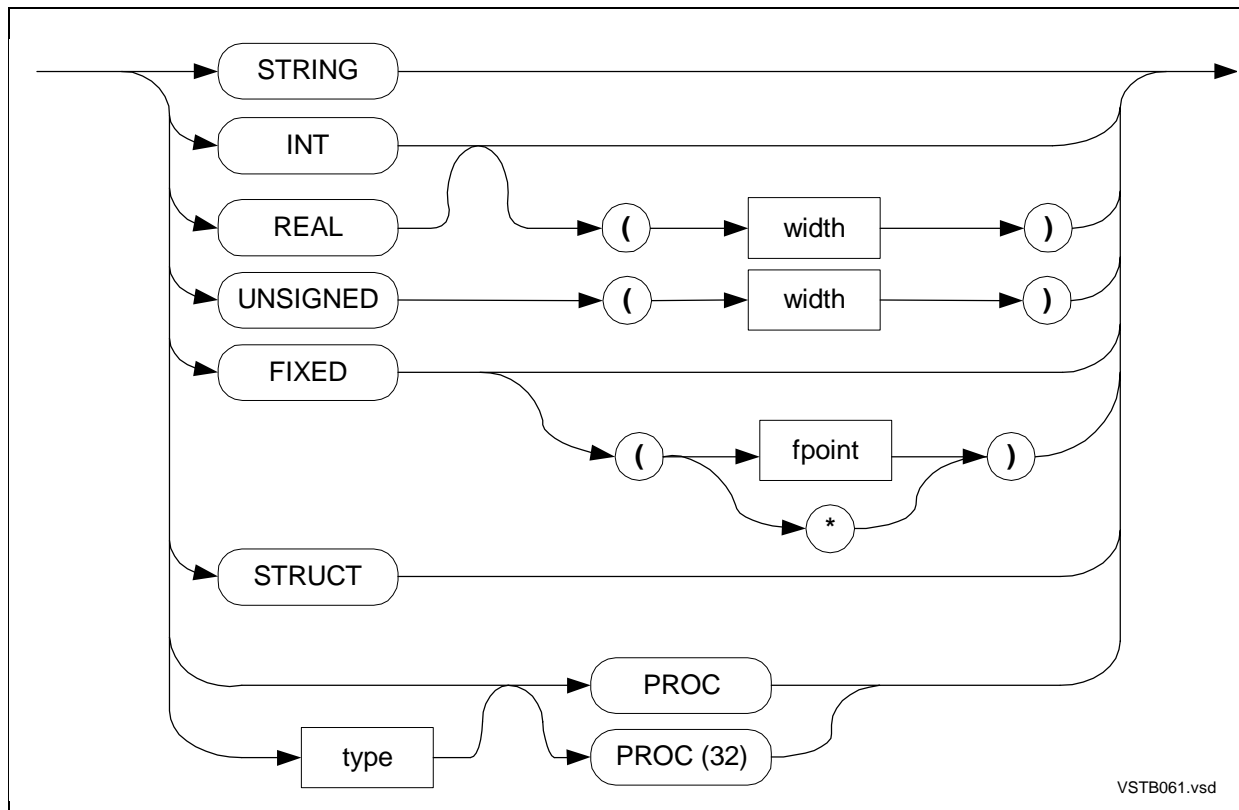 STRING
INT
REAL ( width )
UNSIGNED ( width )
FIXED
( fpoint )
*
STRUCT
PROC
type PROC (32)
VSTB061.vsd